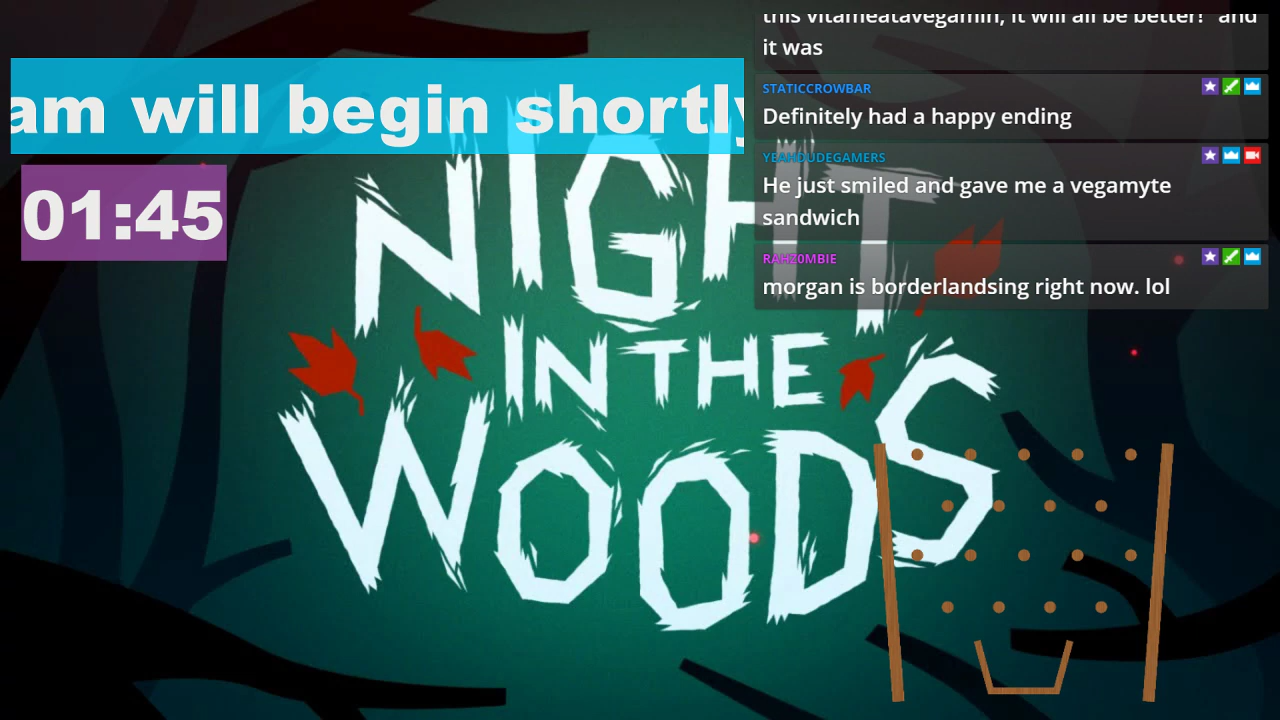 am will begin shortly
01:45
NIGHT
IN THE
WOODS
this vitameatavegamin, it will all be better!" and
it was
STATICCROWBAR
Definitely had a happy ending
YEAHDUDEGAMERS
He just smiled and gave me a vegamyte
sandwich
RAHZ0MBIE
morgan is borderlandsing right now. lol